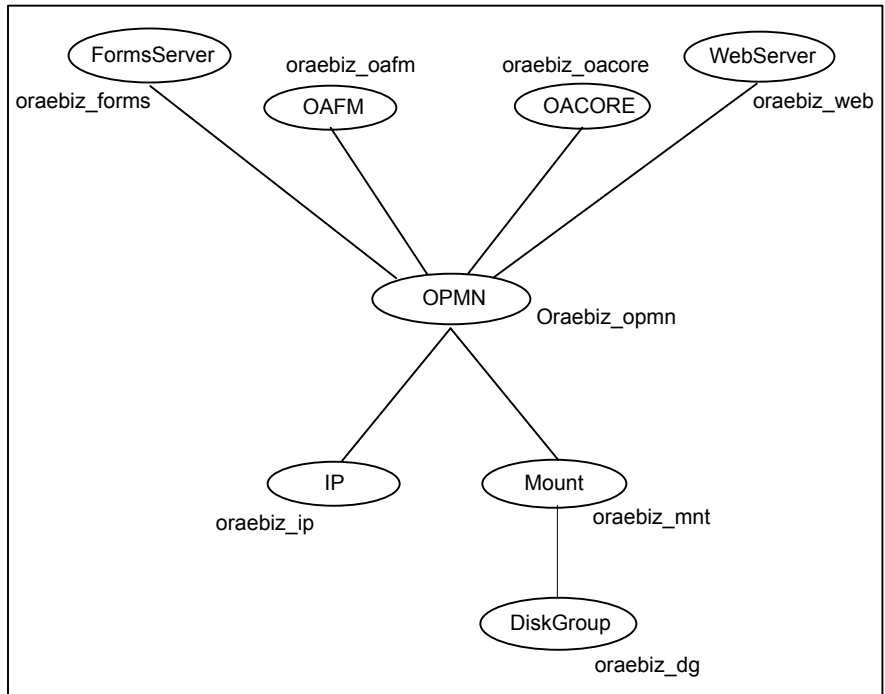 FormsServer
WebServer
oraebiz_oafm
oraebiz_oacore
oraebiz_forms
OAFM
OACORE
oraebiz_web
OPMN
Oraebiz_opmn
IP
Mount
oraebiz_ip
oraebiz_mnt
DiskGroup
oraebiz_dg